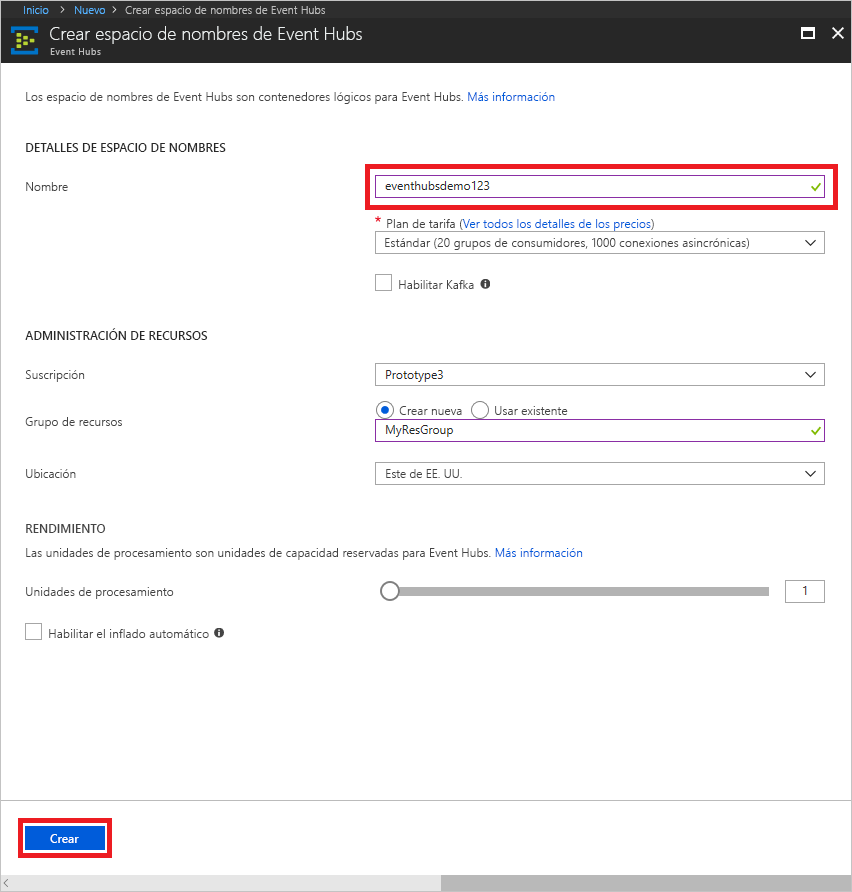 Inicio > Nuevo > Crear espacio de nombres de Event Hubs
Crear espacio de nombres de Event Hubs
Event Hubs
Los espacio de nombres de Event Hubs son contenedores lógicos para Event Hubs. Más información
DETALLES DE ESPACIO DE NOMBRES
Nombre
eventhubsdemo123
* Plan de tarifa (Ver todos los detalles de los precios)
Estándar (20 grupos de consumidores, 1000 conexiones asincrónicas)
Habilitar Kafka
ADMINISTRACIÓN DE RECURSOS
Suscripción
Prototype3
Grupo de recursos
Crear nueva Usar existente
MyResGroup
Ubicación
Este de EE. UU.
RENDIMIENTO
Las unidades de procesamiento son unidades de capacidad reservadas para Event Hubs. Más información
Unidades de procesamiento
1
Habilitar el inflado automático
Crear